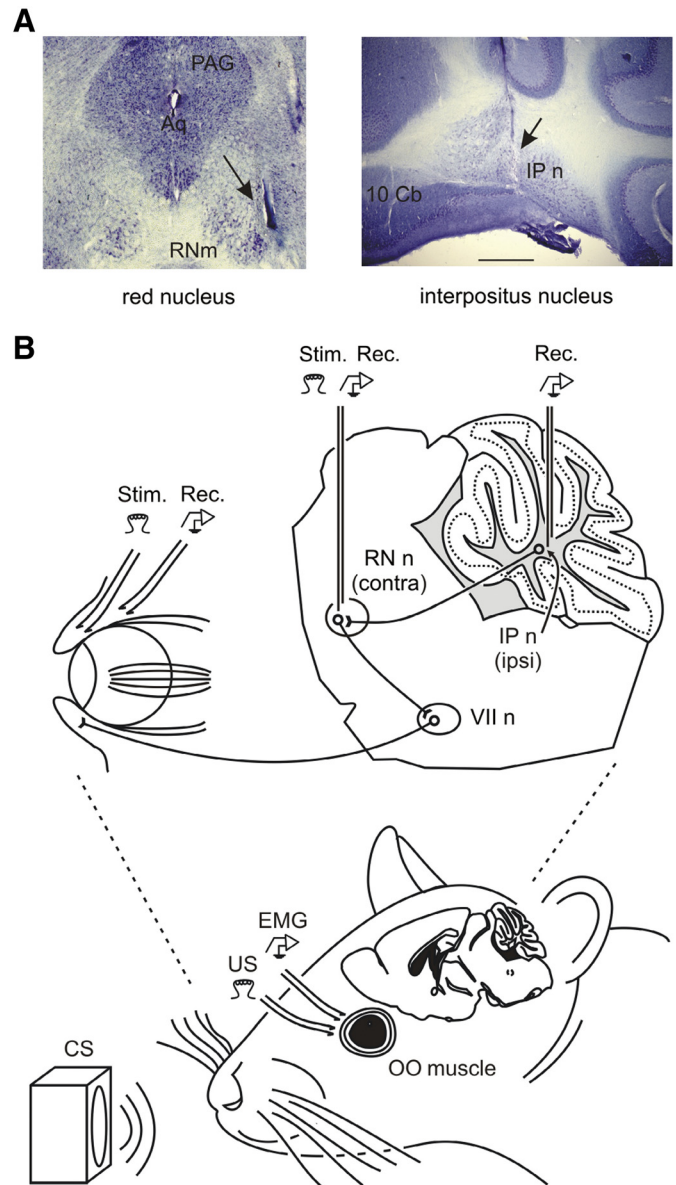 A
PAG
Aq
RNm
red nucleus
10 Cb
IP n
interpositus nucleus
B
Stim. Rec.
Rec.
Stim. Rec.
RN n
(contra)
IP n
(ipsi)
VII n
EMG
US
CS
OO muscle